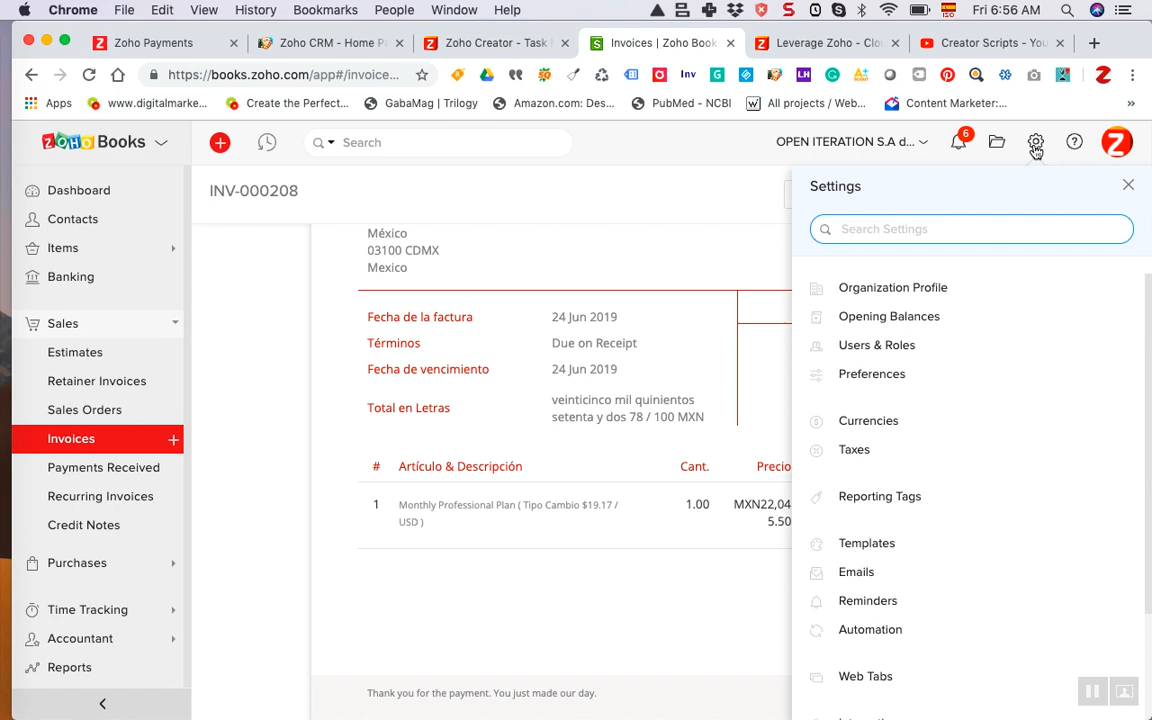 Chrome File Edit View History Bookmarks People Window Help Fri 6:56 AM
Zoho Payments Zoho CRM - Home P Zoho Creator - Task Invoices | Zoho Book Leverage Zoho - Clo Creator Scripts - You
https://books.zoho.com/app#/invoice...
Apps www.digitalmarke... Create the Perfect... GabaMag | Trilogy Amazon.com: Des... PubMed - NCBI All projects / Web... Content Marketer:... »
ZOHO Books Search OPEN ITERATION S.A d... 6
INV-000208
Dashboard
Contacts
Items
Banking
Sales
Estimates
Retainer Invoices
Sales Orders
Invoices
Payments Received
Recurring Invoices
Credit Notes
Purchases
Time Tracking
Accountant
Reports
México
03100 CDMX
Mexico
Fecha de la factura 24 Jun 2019
Términos Due on Receipt
Fecha de vencimiento 24 Jun 2019
Total en Letras veinticinco mil quinientos
setenta y dos 78 / 100 MXN
# Artículo & Descripción Cant. Precio
1 Monthly Professional Plan ( Tipo Cambio $19.17 / 1.00 MXN22,04
USD ) 5.50
Thank you for the payment. You just made our day.
Settings
Search Settings
Organization Profile
Opening Balances
Users & Roles
Preferences
Currencies
Taxes
Reporting Tags
Templates
Emails
Reminders
Automation
Web Tabs